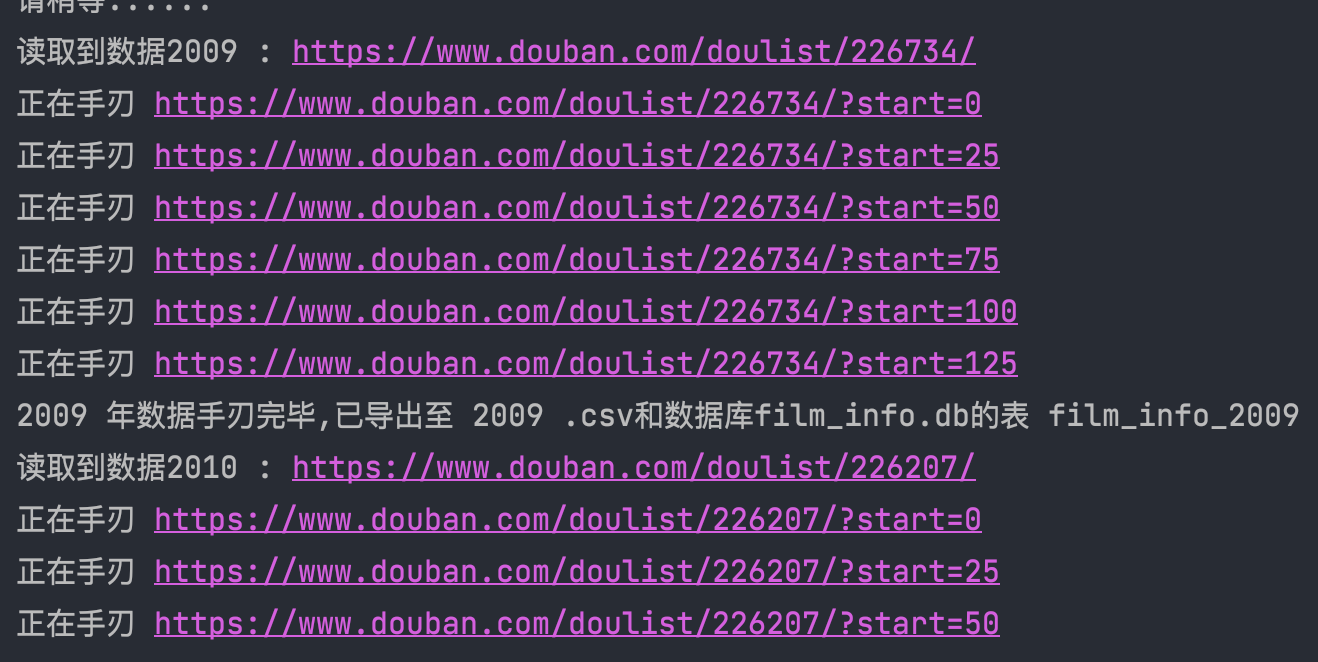 请稍等......
读取到数据2009 : https://www.douban.com/doulist/226734/
正在手刃 https://www.douban.com/doulist/226734/?start=0
正在手刃 https://www.douban.com/doulist/226734/?start=25
正在手刃 https://www.douban.com/doulist/226734/?start=50
正在手刃 https://www.douban.com/doulist/226734/?start=75
正在手刃 https://www.douban.com/doulist/226734/?start=100
正在手刃 https://www.douban.com/doulist/226734/?start=125
2009 年数据手刃完毕,已导出至 2009 .csv和数据库film_info.db的表 film_info_2009
读取到数据2010 : https://www.douban.com/doulist/226207/
正在手刃 https://www.douban.com/doulist/226207/?start=0
正在手刃 https://www.douban.com/doulist/226207/?start=25
正在手刃 https://www.douban.com/doulist/226207/?start=50